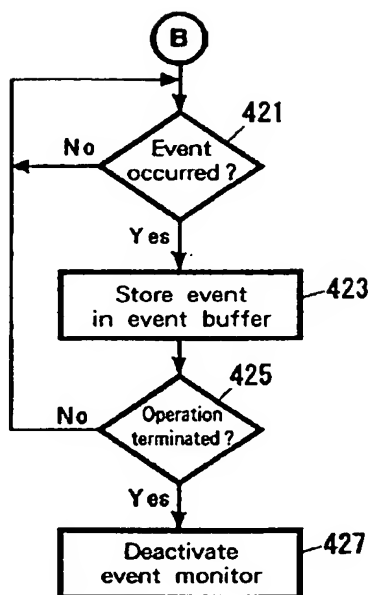 B
421
Event
occurred?
No
Yes
Store event
in event buffer
423
425
Operation
terminated?
No
Yes
Deactivate
event monitor
427